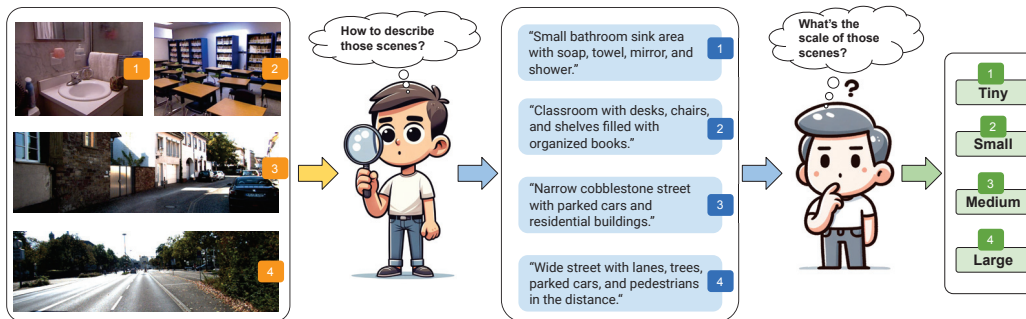 1
2
3
4
How to describe
those scenes?
“Small bathroom sink area
with soap, towel, mirror, and
shower.”
1
“Classroom with desks, chairs,
and shelves filled with
organized books.”
2
“Narrow cobblestone street
with parked cars and
residential buildings.”
3
“Wide street with lanes, trees,
parked cars, and pedestrians
in the distance.”
4
What's the
scale of those
scenes?
?
1
Tiny
2
Small
3
Medium
4
Large